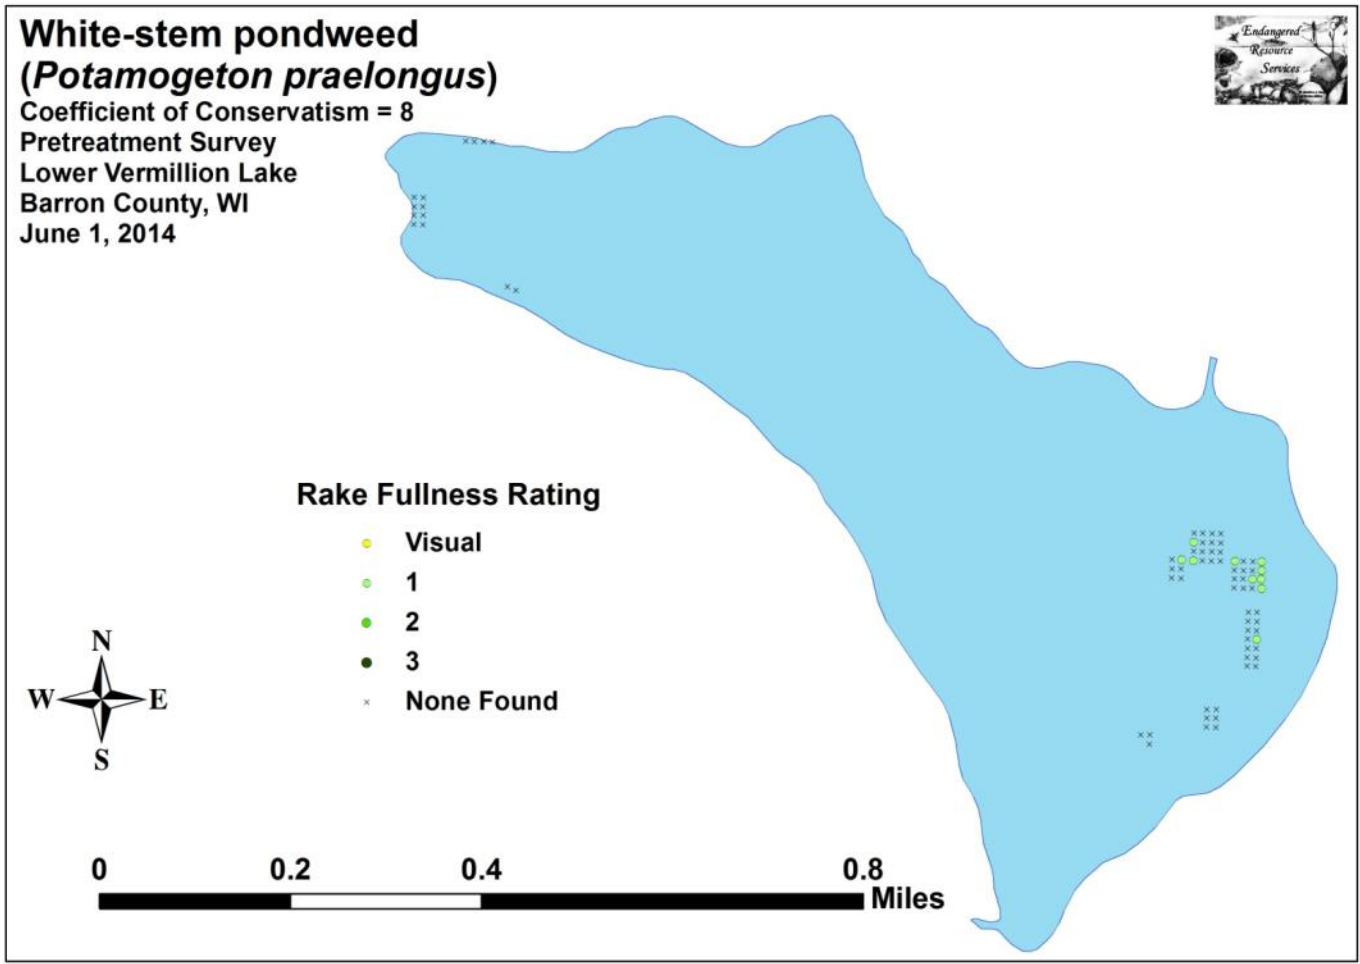 White-stem pondweed
(Potamogeton praelongus)
Coefficient of Conservatism = 8
Pretreatment Survey
Lower Vermillion Lake
Barron County, WI
June 1, 2014
Endangered
Resource
Services
Rake Fullness Rating
Visual
1
2
3
None Found
N
W E
S
0 0.2 0.4 0.8
Miles